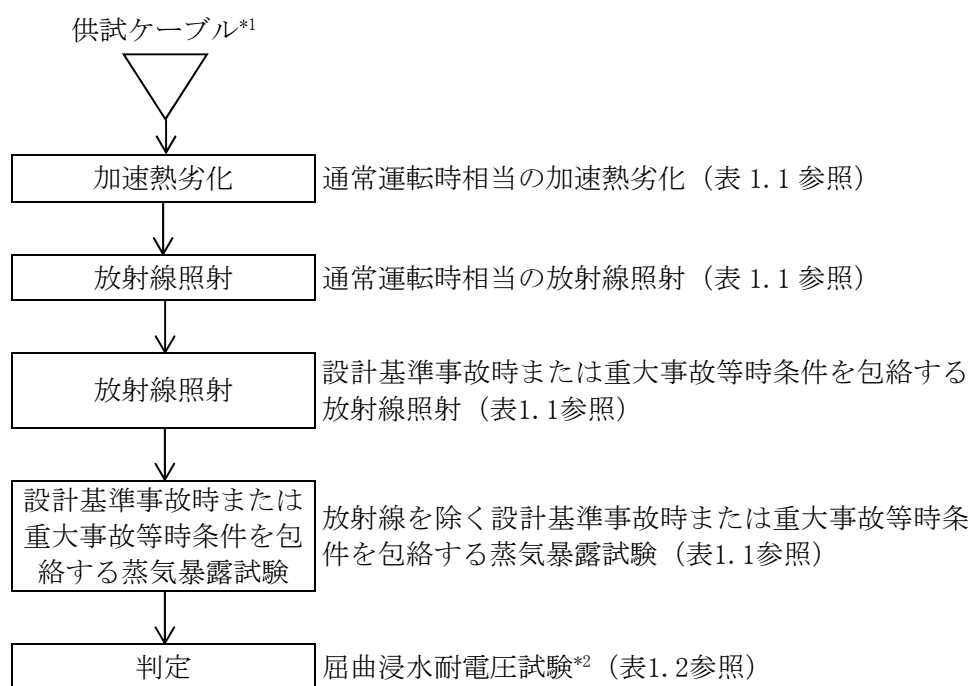 供試ケーブル*1
加速熱劣化
通常運転時相当の加速熱劣化（表 1.1 参照）
放射線照射
通常運転時相当の放射線照射（表 1.1 参照）
放射線照射
設計基準事故時または重大事故等時条件を包絡する
放射線照射（表1.1参照）
設計基準事故時または
重大事故等時条件を包
絡する蒸気暴露試験
放射線を除く設計基準事故時または重大事故等時条
件を包絡する蒸気暴露試験（表1.1参照）
判定
屈曲浸水耐電圧試験*2（表1.2参照）